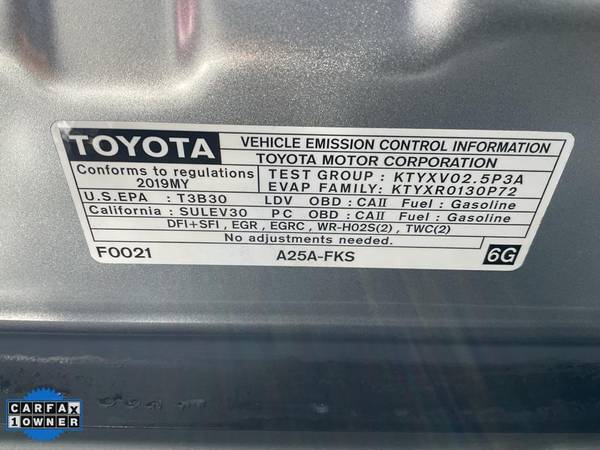 TOYOTA
VEHICLE EMISSION CONTROL INFORMATION
TOYOTA MOTOR CORPORATION
Conforms to regulations
2019MY
TEST GROUP : KTYXV02.5P3A
EVAP FAMILY: KTYXR0130P72
U.S.EPA : T3B30 LDV OBD : CAII Fuel : Gasoline
California : SULEV30 PC OBD : CAII Fuel : Gasoline
DFI+SFI , EGR , EGRC , WR-HO2S(2) , TWC(2)
No adjustments needed.
F0021 A25A-FKS 6G
CARFAX
1 OWNER